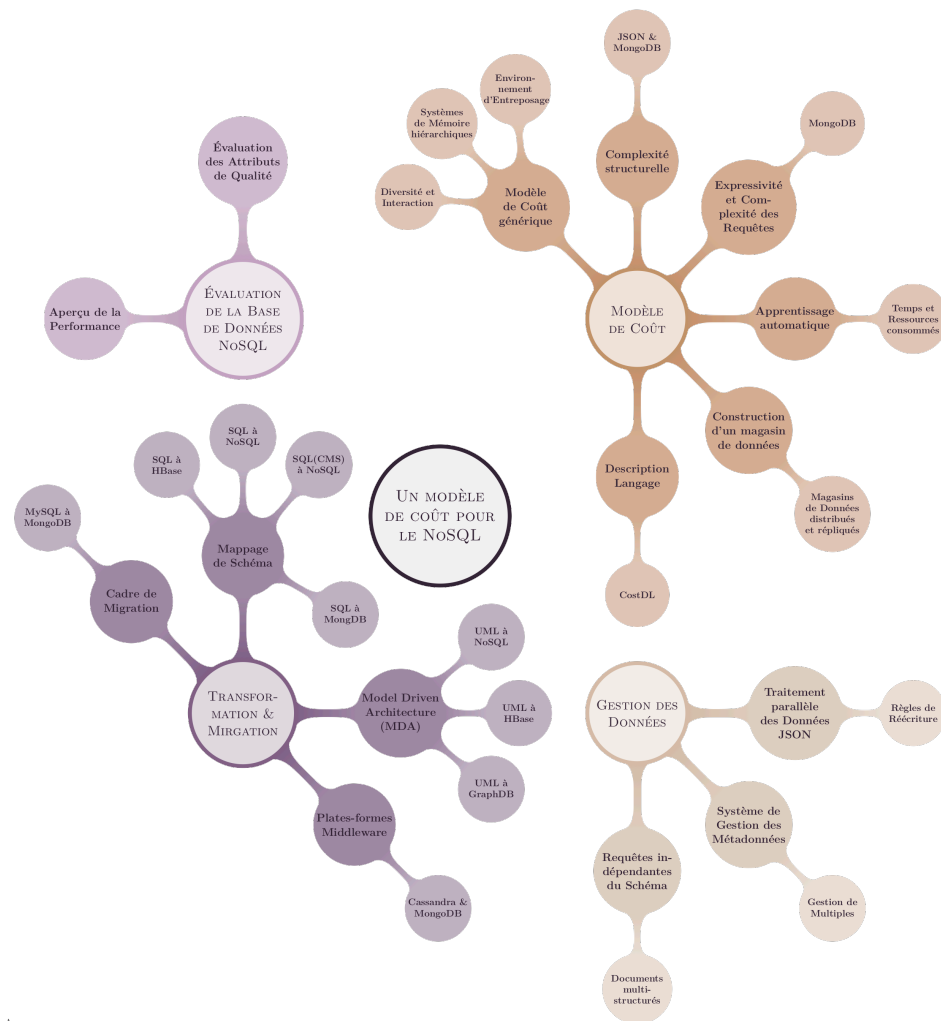 JSON &
MongoDB
Environ-
nement
d'Entreposage
Systèmes
de Mémoire
hiérarchiques
MongoDB
Évaluation
des Attributs
de Qualité
Complexité
structurelle
Diversité et
Interaction
Modèle
de Coût
générique
Expressivité
et Com-
plexité des
Requêtes
Aperçu de la
Performance
Évaluation
de la Base
de Données
NoSQL
Modèle
de Coût
Apprentissage
automatique
Temps et
Ressources
consommés
SQL à
NoSQL
SQL à
HBase
SQL(CMS)
à NoSQL
Construction
d'un magasin
de données
Description
Langage
MySQL à
MongoDB
Un modèle
de coût pour
le NoSQL
Magasins
de Données
distribués
et répliqués
Mappage
de Schéma
Cadre de
Migration
SQL à
MongDB
CostDL
UML à
NoSQL
Transfor-
mation &
Mirgation
Model Driven
Architecture
(MDA)
UML à
HBase
Gestion des
Données
Traitement
parallèle
des Données
JSON
Règles de
Réécriture
UML à
GraphDB
Plates-formes
Middleware
Système de
Gestion des
Métadonnées
Requêtes in-
dépendantes
du Schéma
Cassandra &
MongoDB
Gestion de
Multiples
Documents
multi-
structurés